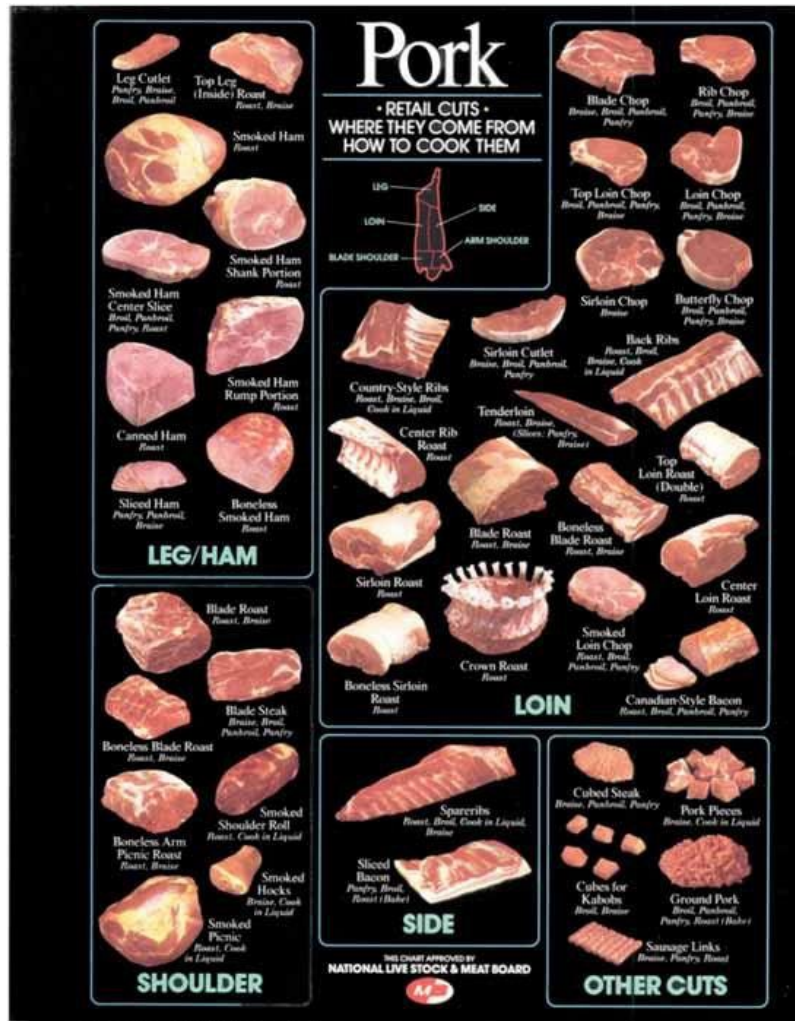 Pork
• RETAIL CUTS •
WHERE THEY COME FROM
HOW TO COOK THEM
LEG
LOIN
SIDE
BLADE SHOULDER
ARM SHOULDER
Leg Cutlet
Panfry, Braise,
Broil, Panbroil
Top Leg
(Inside) Roast
Roast, Braise
Smoked Ham
Roast
Smoked Ham
Shank Portion
Roast
Smoked Ham
Center Slice
Broil, Panbroil,
Panfry, Roast
Smoked Ham
Rump Portion
Roast
Canned Ham
Roast
Sliced Ham
Panfry, Panbroil,
Braise
Boneless
Smoked Ham
Roast
LEG/HAM
Blade Chop
Braise, Broil, Panbroil,
Panfry
Rib Chop
Broil, Panbroil,
Panfry, Braise
Top Loin Chop
Broil, Panbroil, Panfry,
Braise
Loin Chop
Broil, Panbroil,
Panfry, Braise
Sirloin Chop
Braise
Butterfly Chop
Broil, Panbroil,
Panfry, Braise
Country-Style Ribs
Roast, Braise, Broil,
Cook in Liquid
Sirloin Cutlet
Braise, Broil, Panbroil,
Panfry
Back Ribs
Roast, Broil,
Braise, Cook
in Liquid
Center Rib
Roast
Roast
Tenderloin
Roast, Braise,
(Slices: Panfry,
Braise)
Top
Loin Roast
(Double)
Roast
Blade Roast
Roast, Braise
Boneless
Blade Roast
Roast, Braise
Sirloin Roast
Roast
Center
Loin Roast
Roast
Crown Roast
Roast
Smoked
Loin Chop
Roast, Broil,
Panbroil, Panfry
Boneless Sirloin
Roast
Roast
Canadian-Style Bacon
Roast, Broil, Panbroil, Panfry
LOIN
Blade Roast
Roast, Braise
Blade Steak
Braise, Broil,
Panbroil, Panfry
Boneless Blade Roast
Roast, Braise
Smoked
Shoulder Roll
Roast, Cook in Liquid
Boneless Arm
Picnic Roast
Roast, Braise
Smoked
Hocks
Braise, Cook
in Liquid
Smoked
Picnic
Roast, Cook
in Liquid
SHOULDER
Spareribs
Roast, Broil, Cook in Liquid,
Braise
Sliced
Bacon
Panfry, Broil,
Roast (Bake)
SIDE
THIS CHART APPROVED BY
NATIONAL LIVE STOCK & MEAT BOARD
Cubed Steak
Braise, Panbroil, Panfry
Pork Pieces
Braise, Cook in Liquid
Cubes for
Kabobs
Broil, Braise
Ground Pork
Broil, Panbroil,
Panfry, Roast (Bake)
Sausage Links
Braise, Panfry, Roast
OTHER CUTS